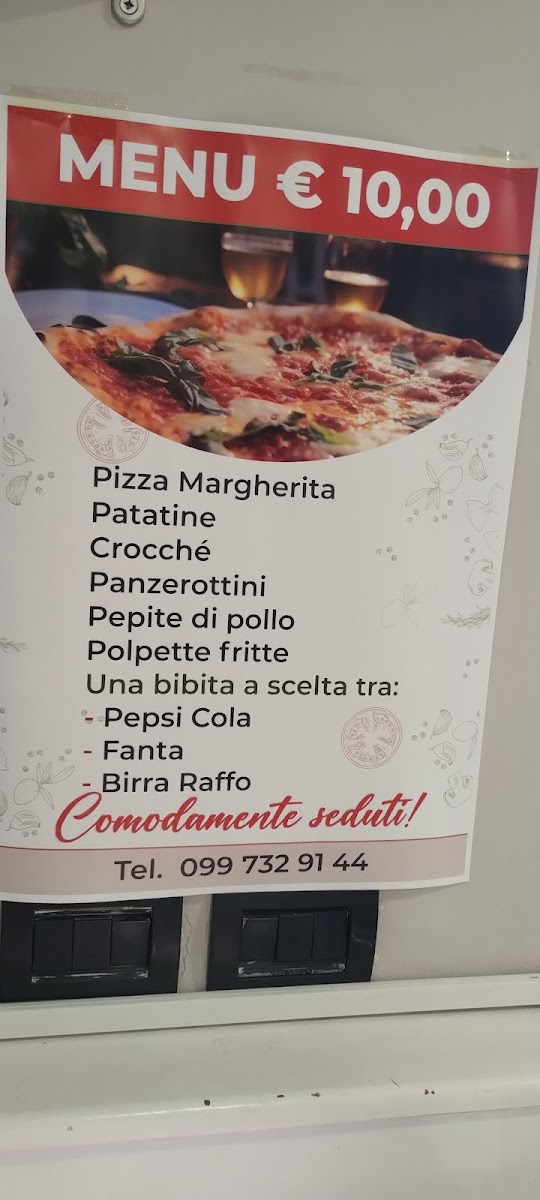 MENU € 10,00
Pizza Margherita
Patatine
Crocché
Panzerottini
Pepite di pollo
Polpette fritte
Una bibita a scelta tra:
- Pepsi Cola
- Fanta
- Birra Raffo
Comodamente seduti!
Tel. 099 732 91 44